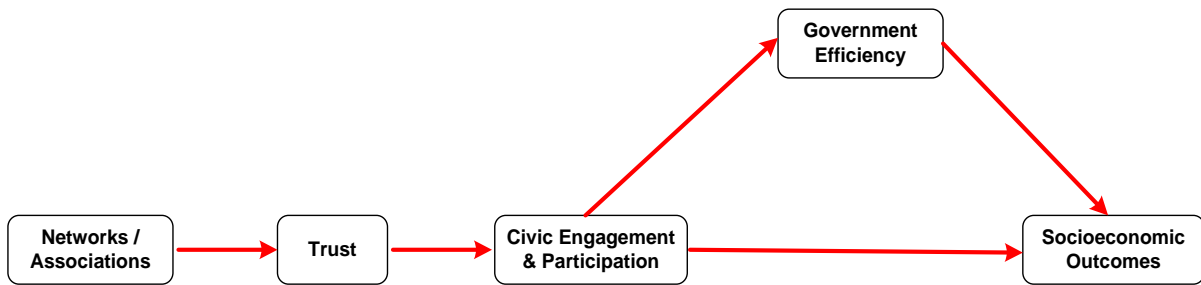 Government
Efficiency
Networks /
Associations
Trust
Civic Engagement
& Participation
Socioeconomic
Outcomes